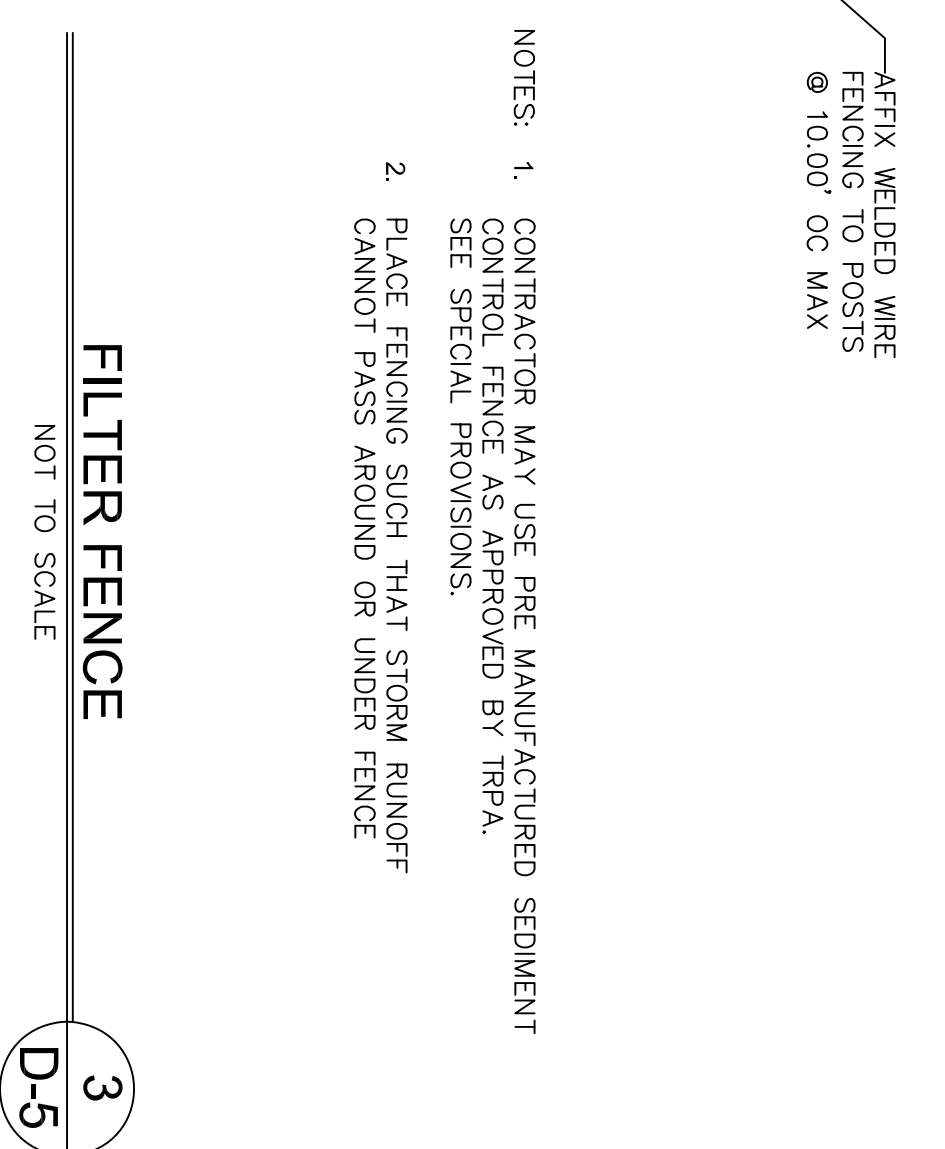 AFFIX WELDED WIRE
FENCING TO POSTS
@ 10.00' OC MAX
NOTES: 1. CONTRACTOR MAY USE PRE MANUFACTURED SEDIMENT
CONTROL FENCE AS APPROVED BY TRPA.
SEE SPECIAL PROVISIONS.
2. PLACE FENCING SUCH THAT STORM RUNOFF
CANNOT PASS AROUND OR UNDER FENCE
FILTER FENCE
NOT TO SCALE
3
D-5